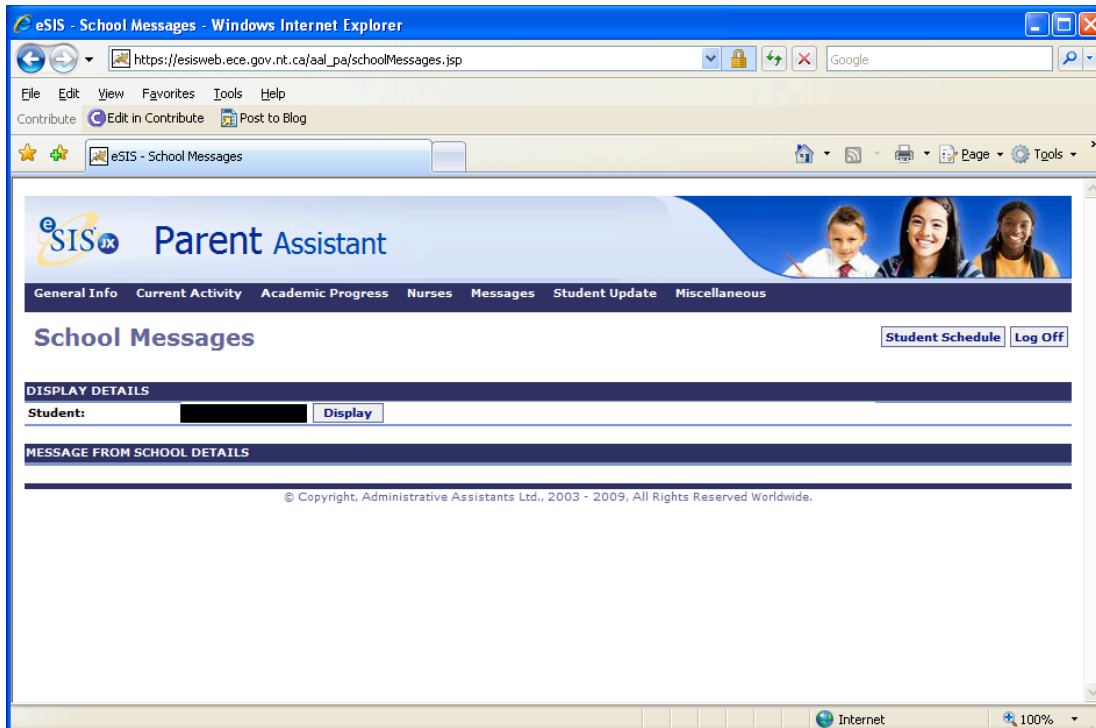 eSIS - School Messages - Windows Internet Explorer
https://esisweb.ece.gov.nt.ca/aal_pa/schoolMessages.jsp Google
File Edit View Favorites Tools Help
Contribute Edit in Contribute Post to Blog
eSIS - School Messages Page Tools
eSIS JX Parent Assistant
General Info Current Activity Academic Progress Nurses Messages Student Update Miscellaneous
School Messages Student Schedule Log Off
DISPLAY DETAILS
Student: Display
MESSAGE FROM SCHOOL DETAILS
© Copyright, Administrative Assistants Ltd., 2003 - 2009, All Rights Reserved Worldwide.
Internet 100%